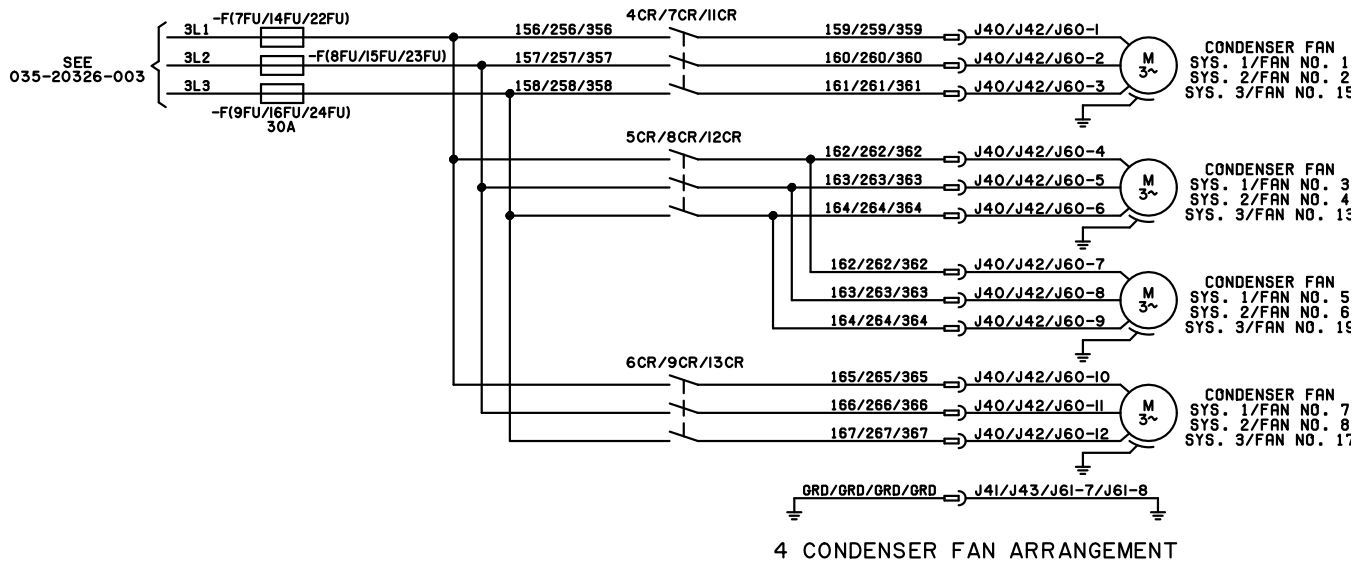 SEE
035-20326-003
3L1
3L2
3L3
-F(7FU/14FU/22FU)
-F(8FU/15FU/23FU)
-F(9FU/16FU/24FU)
30A
156/256/356
157/257/357
158/258/358
4CR/7CR/11CR
159/259/359
160/260/360
161/261/361
J40/J42/J60-1
J40/J42/J60-2
J40/J42/J60-3
M
3~
CONDENSER FAN
SYS. 1/FAN NO. 1
SYS. 2/FAN NO. 2
SYS. 3/FAN NO. 15
5CR/8CR/12CR
162/262/362
163/263/363
164/264/364
J40/J42/J60-4
J40/J42/J60-5
J40/J42/J60-6
M
3~
CONDENSER FAN
SYS. 1/FAN NO. 3
SYS. 2/FAN NO. 4
SYS. 3/FAN NO. 13
162/262/362
163/263/363
164/264/364
J40/J42/J60-7
J40/J42/J60-8
J40/J42/J60-9
M
3~
CONDENSER FAN
SYS. 1/FAN NO. 5
SYS. 2/FAN NO. 6
SYS. 3/FAN NO. 19
6CR/9CR/13CR
165/265/365
166/266/366
167/267/367
J40/J42/J60-10
J40/J42/J60-11
J40/J42/J60-12
M
3~
CONDENSER FAN
SYS. 1/FAN NO. 7
SYS. 2/FAN NO. 8
SYS. 3/FAN NO. 17
GRD/GRD/GRD/GRD
J41/J43/J61-7/J61-8
4 CONDENSER FAN ARRANGEMENT